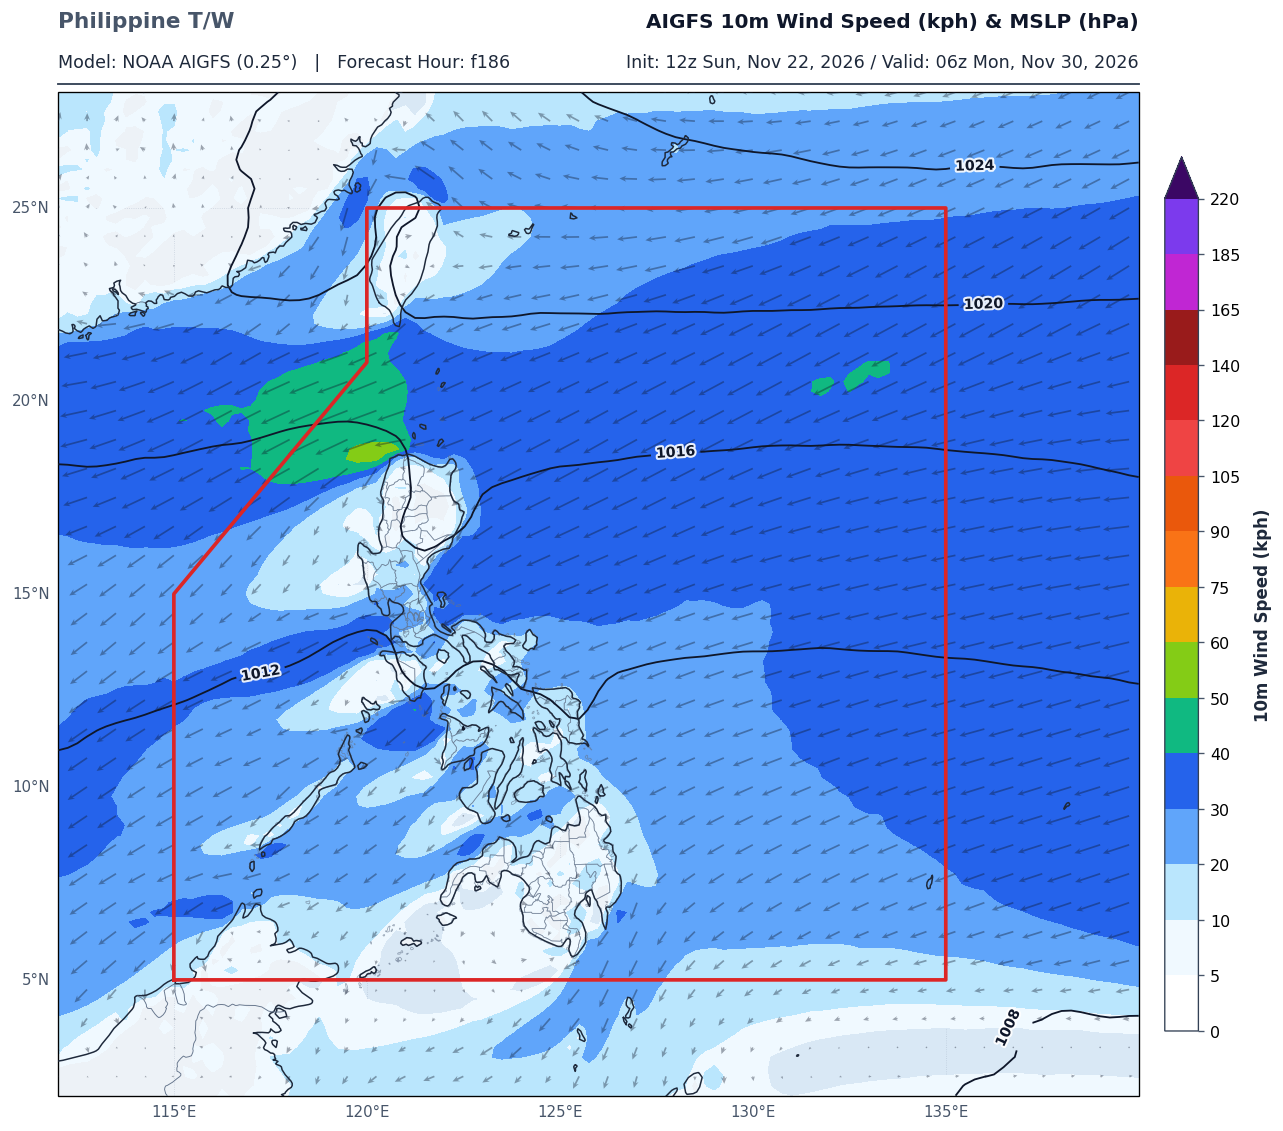 Philippine T/W
AIGFS 10m Wind Speed (kph) & MSLP (hPa)
Model: NOAA AIGFS (0.25°) | Forecast Hour: f186
Init: 12z Sun, Nov 22, 2026 / Valid: 06z Mon, Nov 30, 2026
1024
1020
1016
1012
1008
25°N
20°N
15°N
10°N
5°N
115°E
120°E
125°E
130°E
135°E
220
185
165
140
120
105
90
75
60
50
40
30
20
10
5
0
10m Wind Speed (kph)